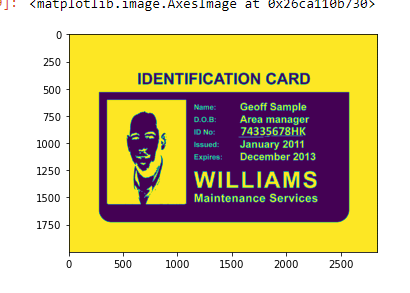 ]: <matplotlib.image.AxesImage at 0x26ca110b730>
0
250
500
750
1000
1250
1500
1750
IDENTIFICATION CARD
Name: Geoff Sample
D.O.B: Area manager
ID No: 74335678HK
Issued: January 2011
Expires: December 2013
WILLIAMS
Maintenance Services
0 500 1000 1500 2000 2500